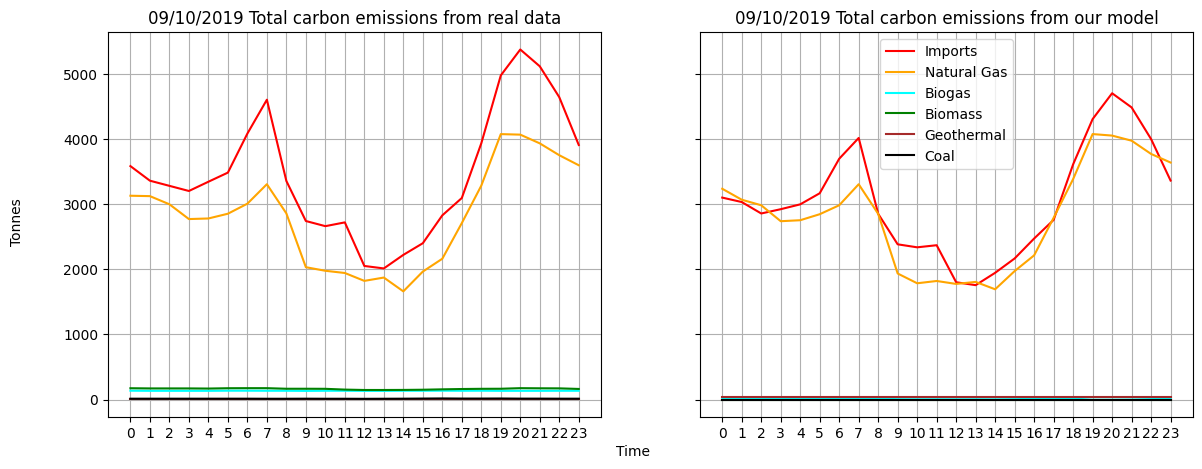 09/10/2019 Total carbon emissions from real data
09/10/2019 Total carbon emissions from our model
Tonnes
5000
4000
3000
2000
1000
0
Imports
Natural Gas
Biogas
Biomass
Geothermal
Coal
0 1 2 3 4 5 6 7 8 9 10 11 12 13 14 15 16 17 18 19 20 21 22 23
0 1 2 3 4 5 6 7 8 9 10 11 12 13 14 15 16 17 18 19 20 21 22 23
Time